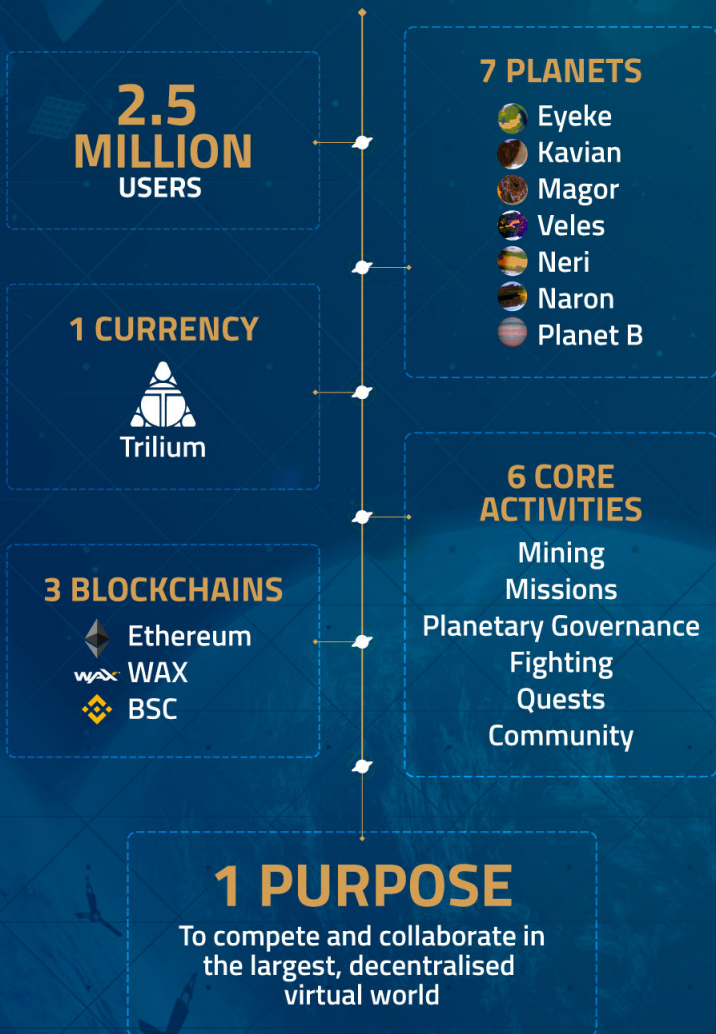 2.5
MILLION
USERS
7 PLANETS
Eyeke
Kavian
Magor
Veles
Neri
Naron
Planet B
1 CURRENCY
Trilium
6 CORE
ACTIVITIES
Mining
Missions
Planetary Governance
Fighting
Quests
Community
3 BLOCKCHAINS
Ethereum
WAX WAX
BSC
1 PURPOSE
To compete and collaborate in
the largest, decentralised
virtual world